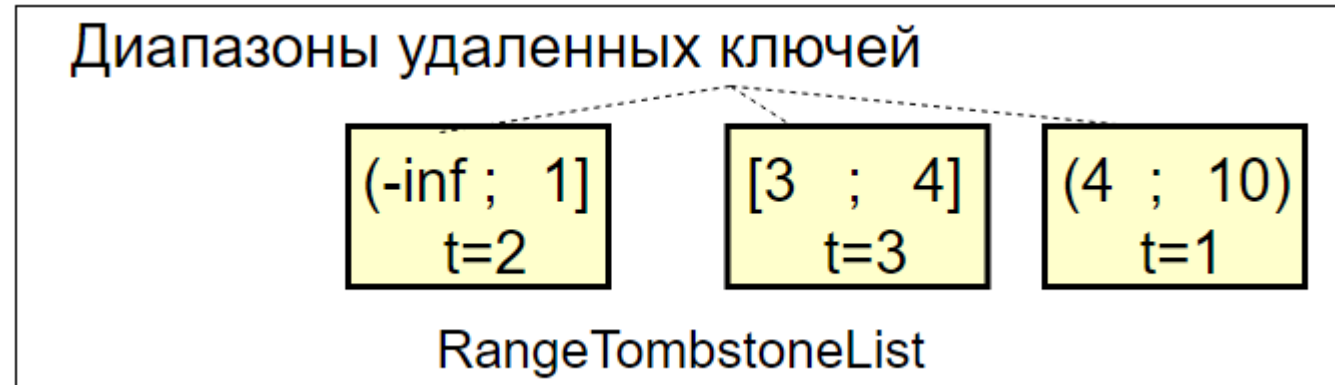 Диапазоны удаленных ключей
(-inf ; 1] [3 ; 4] (4 ; 10)
t=2 t=3 t=1
RangeTombstoneList